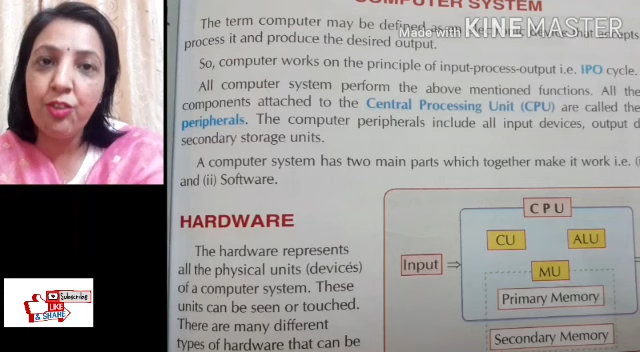 COMPUTER SYSTEM
The term computer may be defined as an
Made with KINEMASTER
process it and produce the desired output.
So, computer works on the principle of input-process-output i.e. IPO cycle.
All computer system perform the above mentioned functions. All the
components attached to the Central Processing Unit (CPU) are called the
peripherals. The computer peripherals include all input devices, output d
secondary storage units.
A computer system has two main parts which together make it work i.e. (i
and (ii) Software.
HARDWARE
The hardware represents
all the physical units (devices)
of a computer system. These
units can be seen or touched.
There are many different
types of hardware that can be
CPU
CU
ALU
Input
MU
Primary Memory
Secondary Memory
Subscribe
LIKE
& SHARE